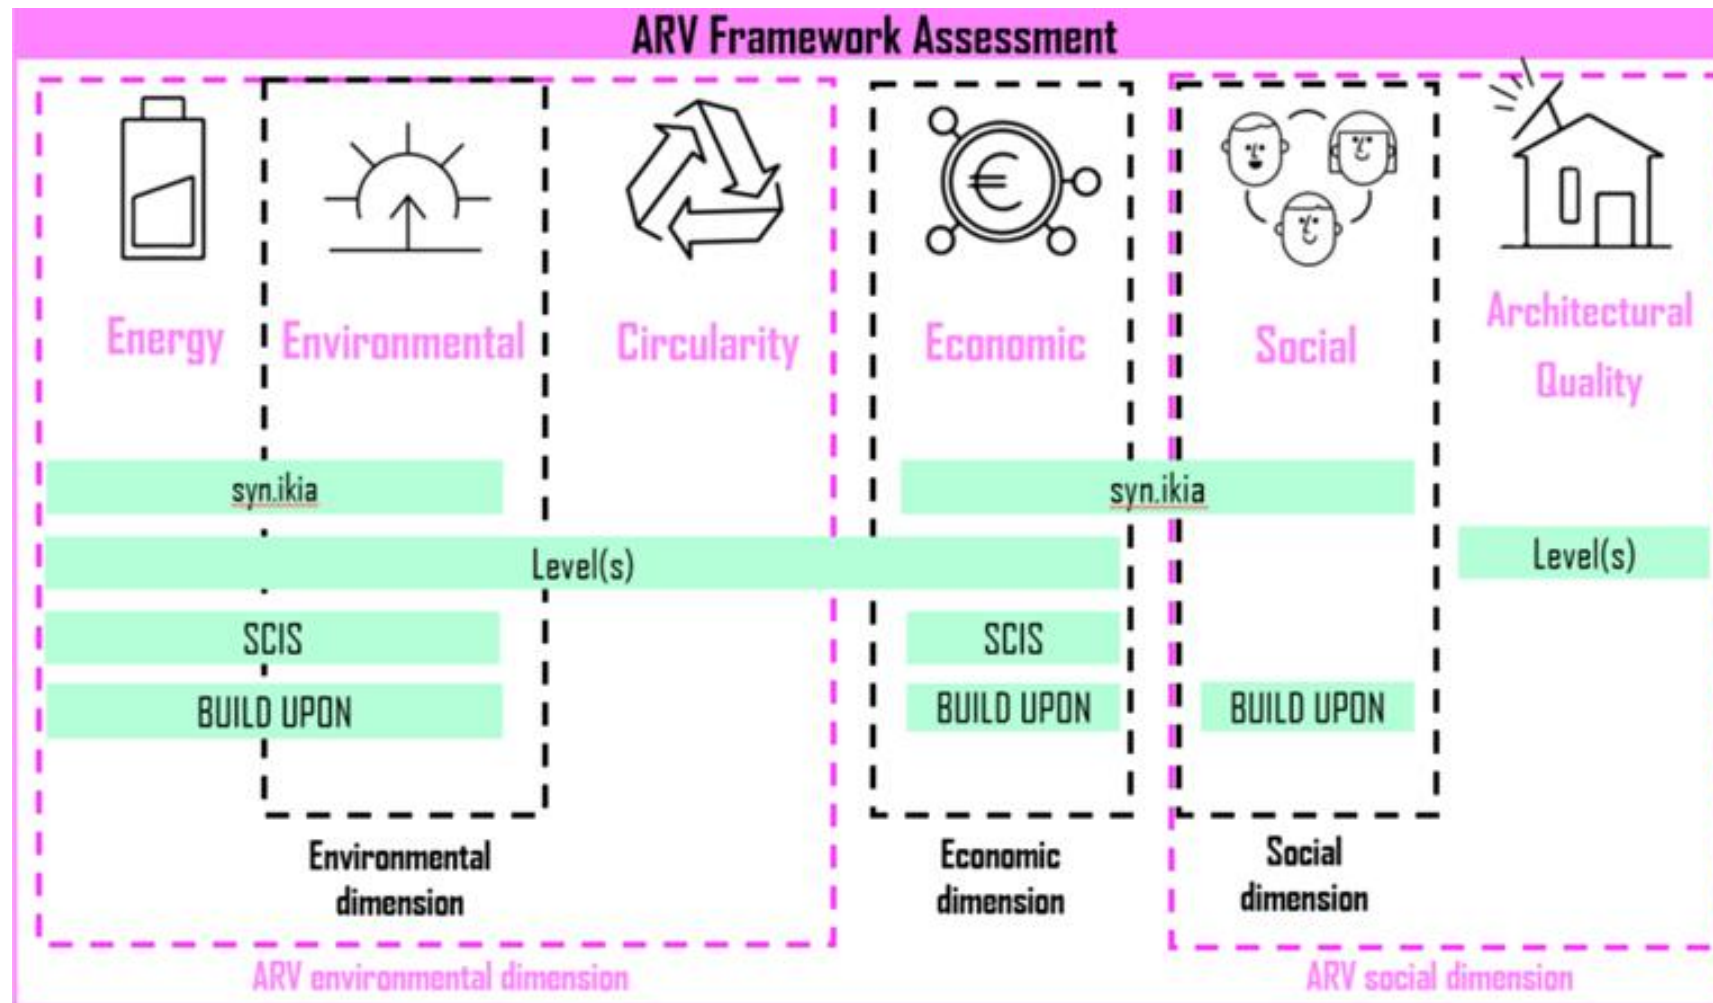 ARV Framework Assessment
Energy
Environmental
Circularity
Economic
Social
Architectural
Quality
syn.ikia
syn.ikia
Level(s)
Level(s)
SCIS
SCIS
BUILD UPON
BUILD UPON
BUILD UPON
Environmental
dimension
Economic
dimension
Social
dimension
ARV environmental dimension
ARV social dimension